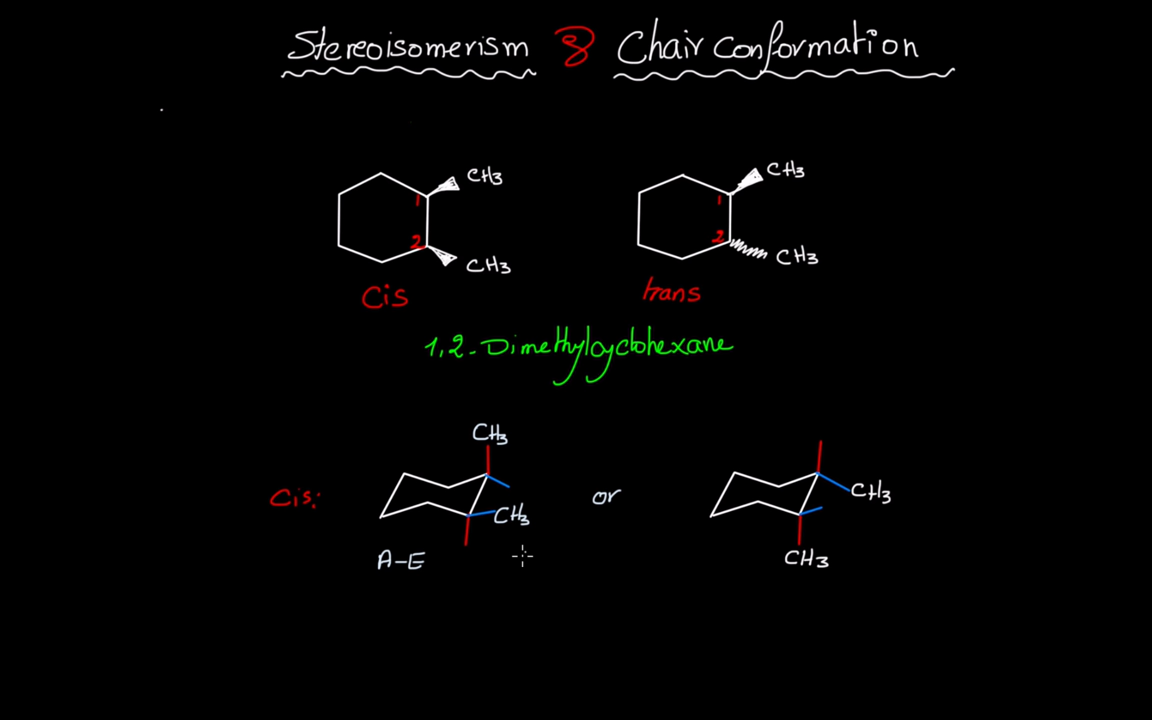 Stereoisomerism & Chair conformation
CH3
CH3
1
1
2
2
CH3
CH3
Cis
trans
1,2-Dimethylcyclohexane
CH3
Cis:
CH3
or
CH3
A-E
CH3